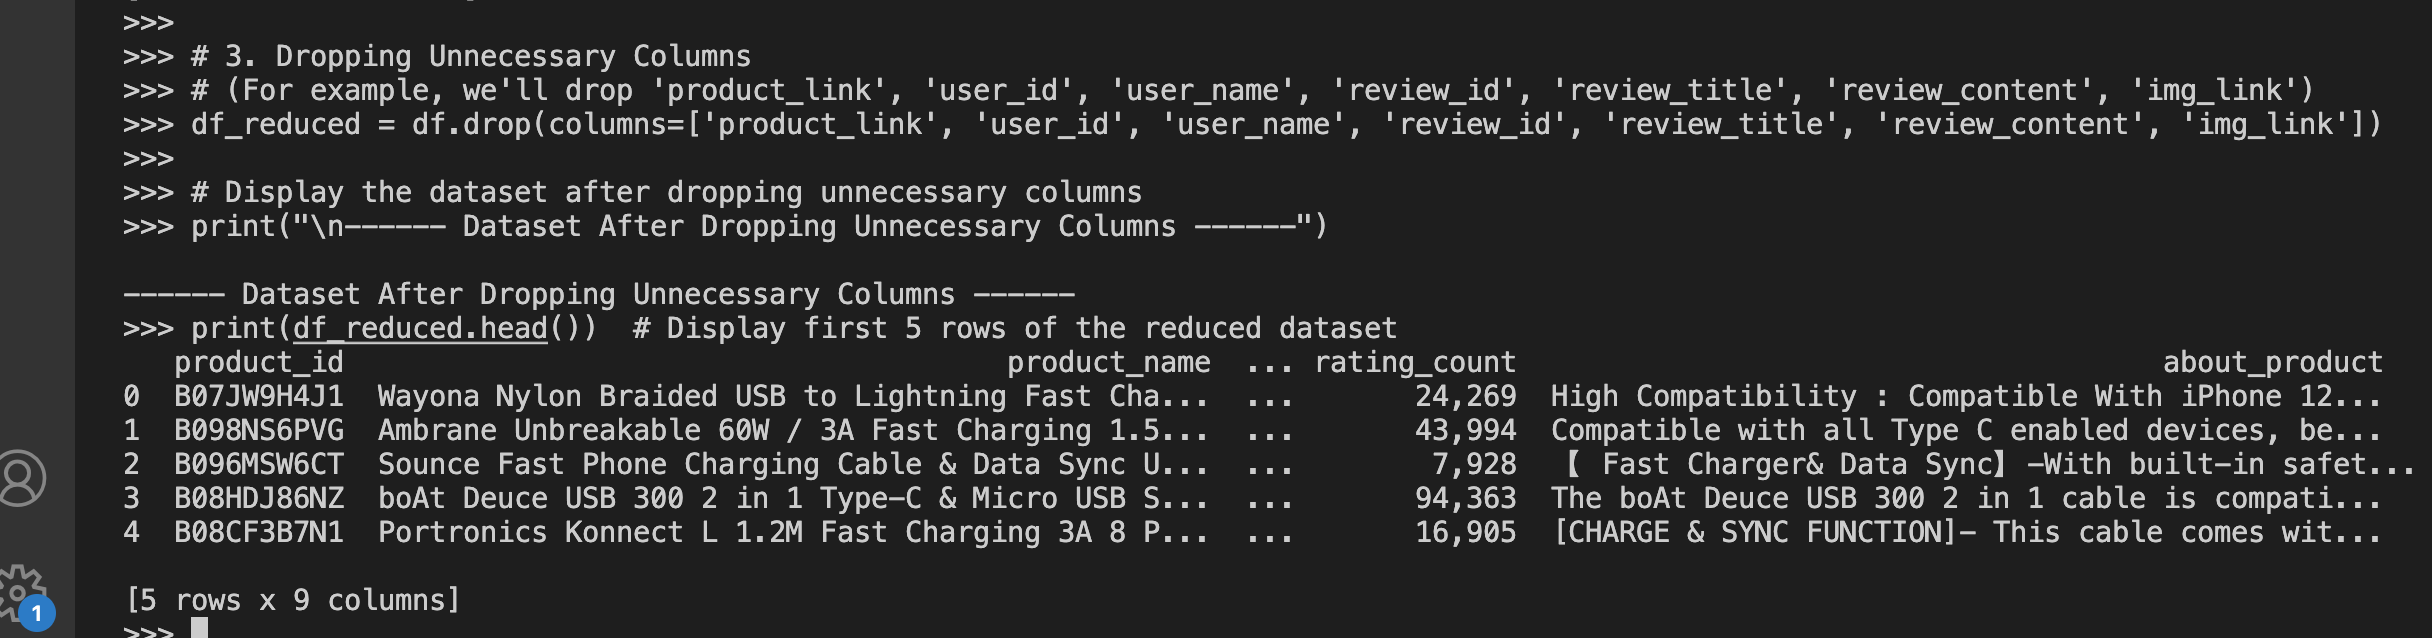 >>>
>>> # 3. Dropping Unnecessary Columns
>>> # (For example, we'll drop 'product_link', 'user_id', 'user_name', 'review_id', 'review_title', 'review_content', 'img_link')
>>> df_reduced = df.drop(columns=['product_link', 'user_id', 'user_name', 'review_id', 'review_title', 'review_content', 'img_link'])
>>>
>>> # Display the dataset after dropping unnecessary columns
>>> print("\n------ Dataset After Dropping Unnecessary Columns ------")
------ Dataset After Dropping Unnecessary Columns ------
>>> print(df_reduced.head())  # Display first 5 rows of the reduced dataset
product_id product_name ... rating_count about_product
0 B07JW9H4J1 Wayona Nylon Braided USB to Lightning Fast Cha... ... 24,269 High Compatibility : Compatible With iPhone 12...
1 B098NS6PVG Ambrane Unbreakable 60W / 3A Fast Charging 1.5... ... 43,994 Compatible with all Type C enabled devices, be...
2 B096MSW6CT Sounce Fast Phone Charging Cable & Data Sync U... ... 7,928 【 Fast Charger& Data Sync】-With built-in safet...
3 B08HDJ86NZ boAt Deuce USB 300 2 in 1 Type-C & Micro USB S... ... 94,363 The boAt Deuce USB 300 2 in 1 cable is compati...
4 B08CF3B7N1 Portronics Konnect L 1.2M Fast Charging 3A 8 P... ... 16,905 [CHARGE & SYNC FUNCTION]- This cable comes wit...
[5 rows x 9 columns]
>>>
1